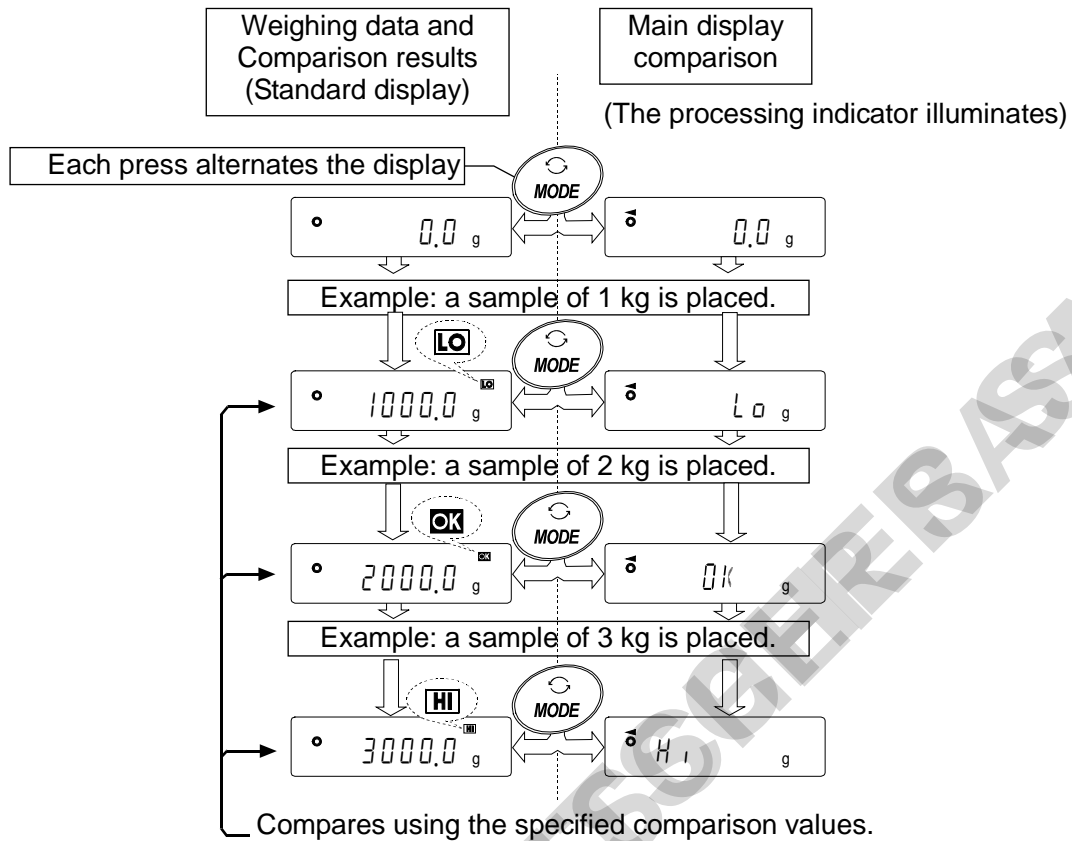 Weighing data and
Comparison results
(Standard display)
Main display
comparison
(The processing indicator illuminates)
Each press alternates the display
MODE
0.0 g
0.0 g
Example: a sample of 1 kg is placed.
LO
MODE
LO
1000.0 g
Lo g
Example: a sample of 2 kg is placed.
OK
MODE
OK
2000.0 g
OK g
Example: a sample of 3 kg is placed.
HI
MODE
HI
3000.0 g
Hi g
Compares using the specified comparison values.